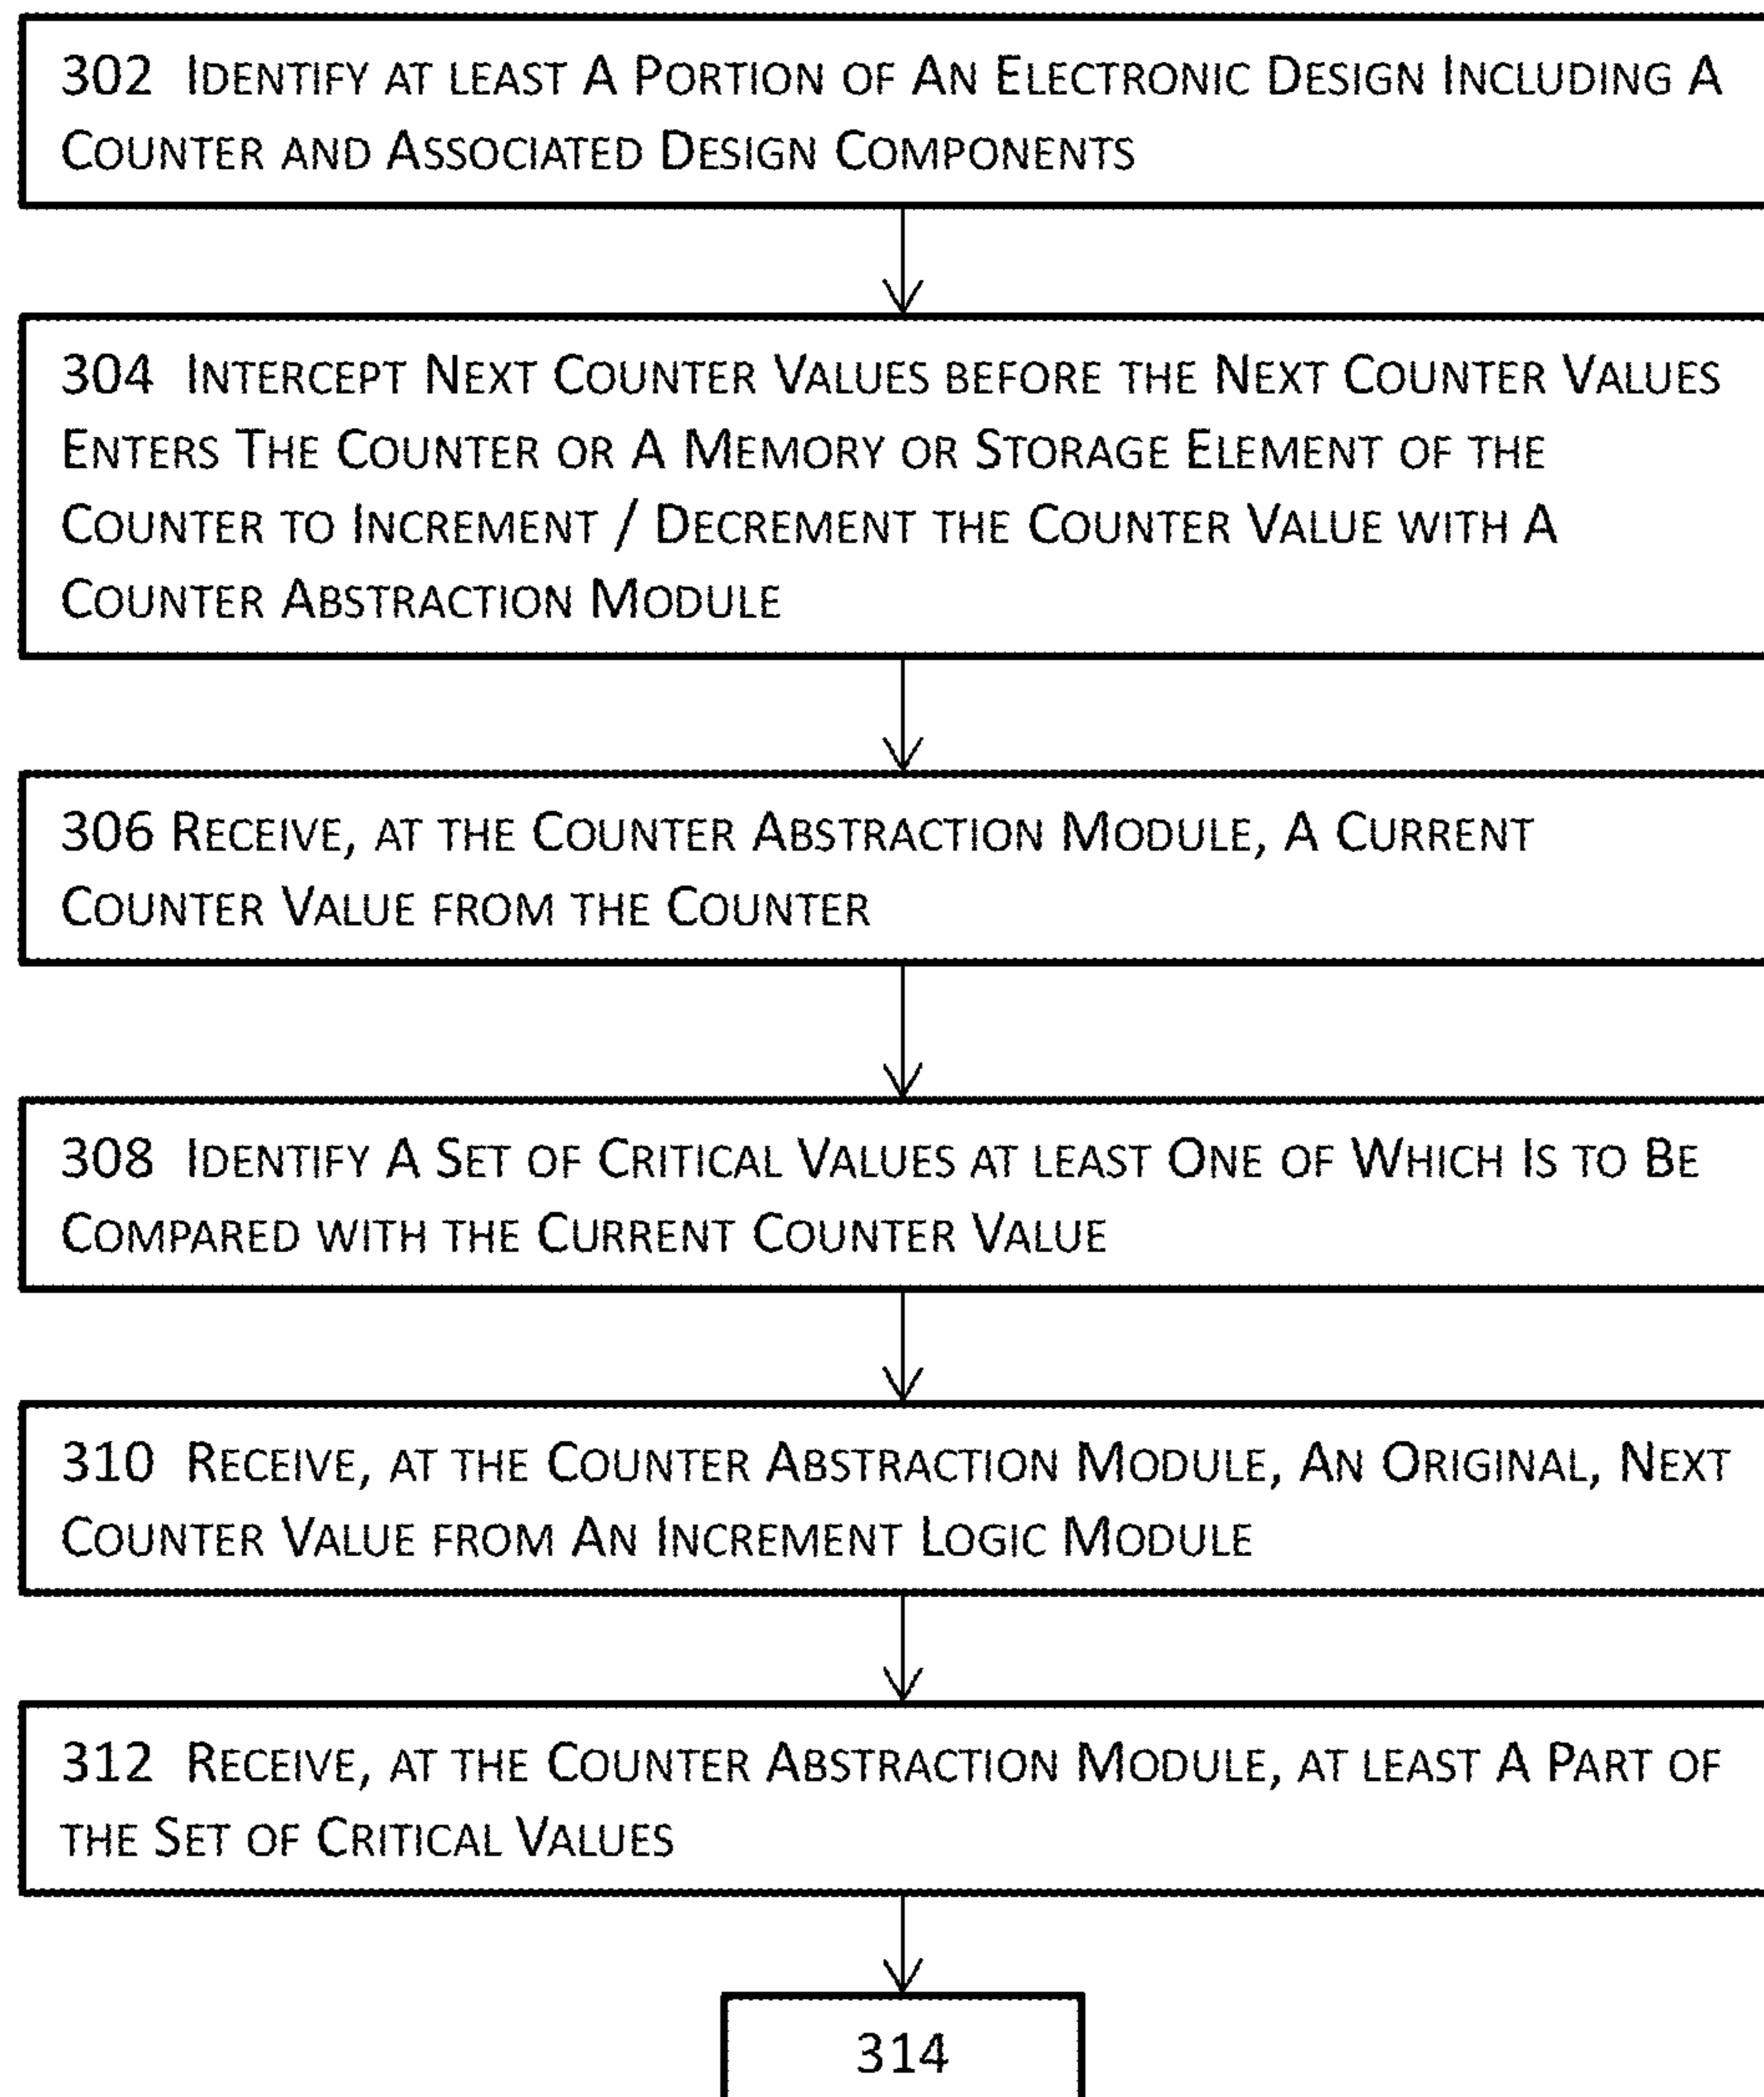 302 Identify at least A Portion of An Electronic Design Including A
Counter and Associated Design Components
304 Intercept Next Counter Values before the Next Counter Values
Enters The Counter or A Memory or Storage Element of the
Counter to Increment / Decrement the Counter Value with A
Counter Abstraction Module
306 Receive, at the Counter Abstraction Module, A Current
Counter Value from the Counter
308 Identify A Set of Critical Values at least One of Which Is to Be
Compared with the Current Counter Value
310 Receive, at the Counter Abstraction Module, An Original, Next
Counter Value from An Increment Logic Module
312 Receive, at the Counter Abstraction Module, at least A Part of
the Set of Critical Values
314